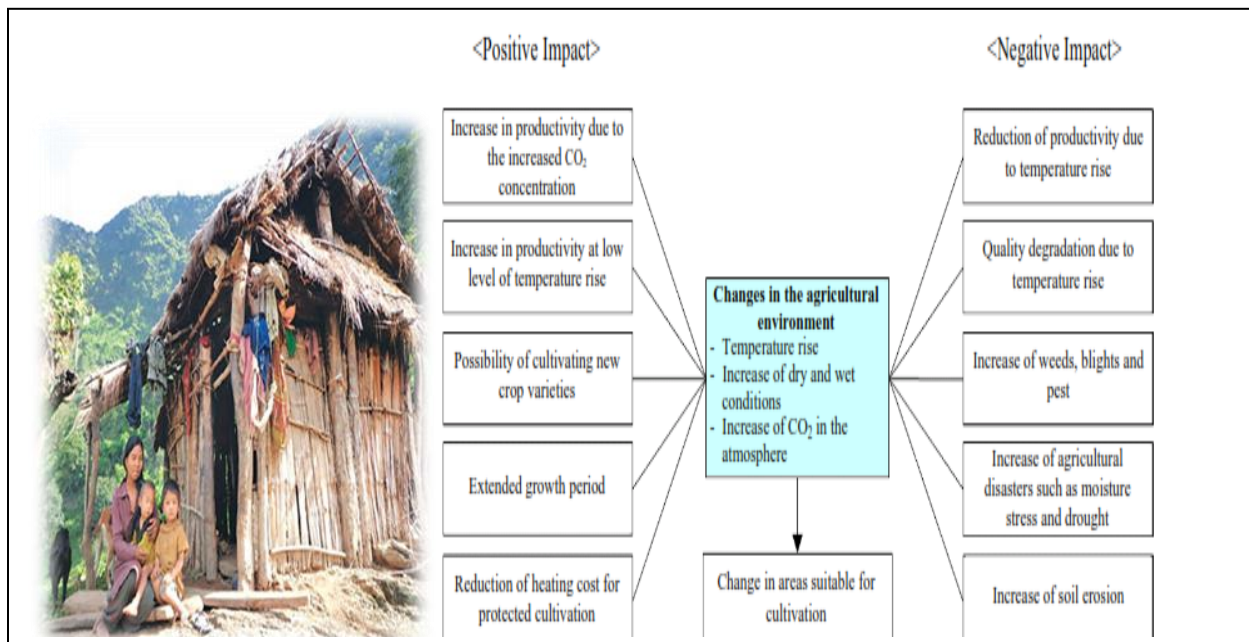 <Positive Impact>
Increase in productivity due to
the increased CO₂
concentration
Increase in productivity at low
level of temperature rise
Possibility of cultivating new
crop varieties
Extended growth period
Reduction of heating cost for
protected cultivation
Changes in the agricultural
environment
- Temperature rise
- Increase of dry and wet
conditions
- Increase of CO₂ in the
atmosphere
Change in areas suitable for
cultivation
<Negative Impact>
Reduction of productivity due
to temperature rise
Quality degradation due to
temperature rise
Increase of weeds, blights and
pest
Increase of agricultural
disasters such as moisture
stress and drought
Increase of soil erosion